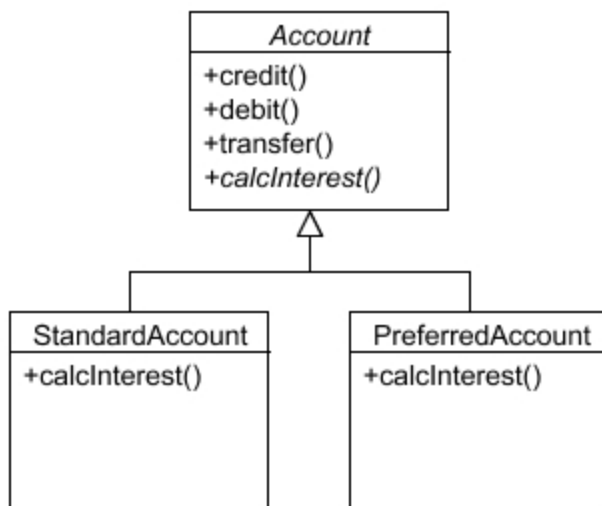 Account
+credit()
+debit()
+transfer()
+calcInterest()
StandardAccount
+calcInterest()
PreferredAccount
+calcInterest()